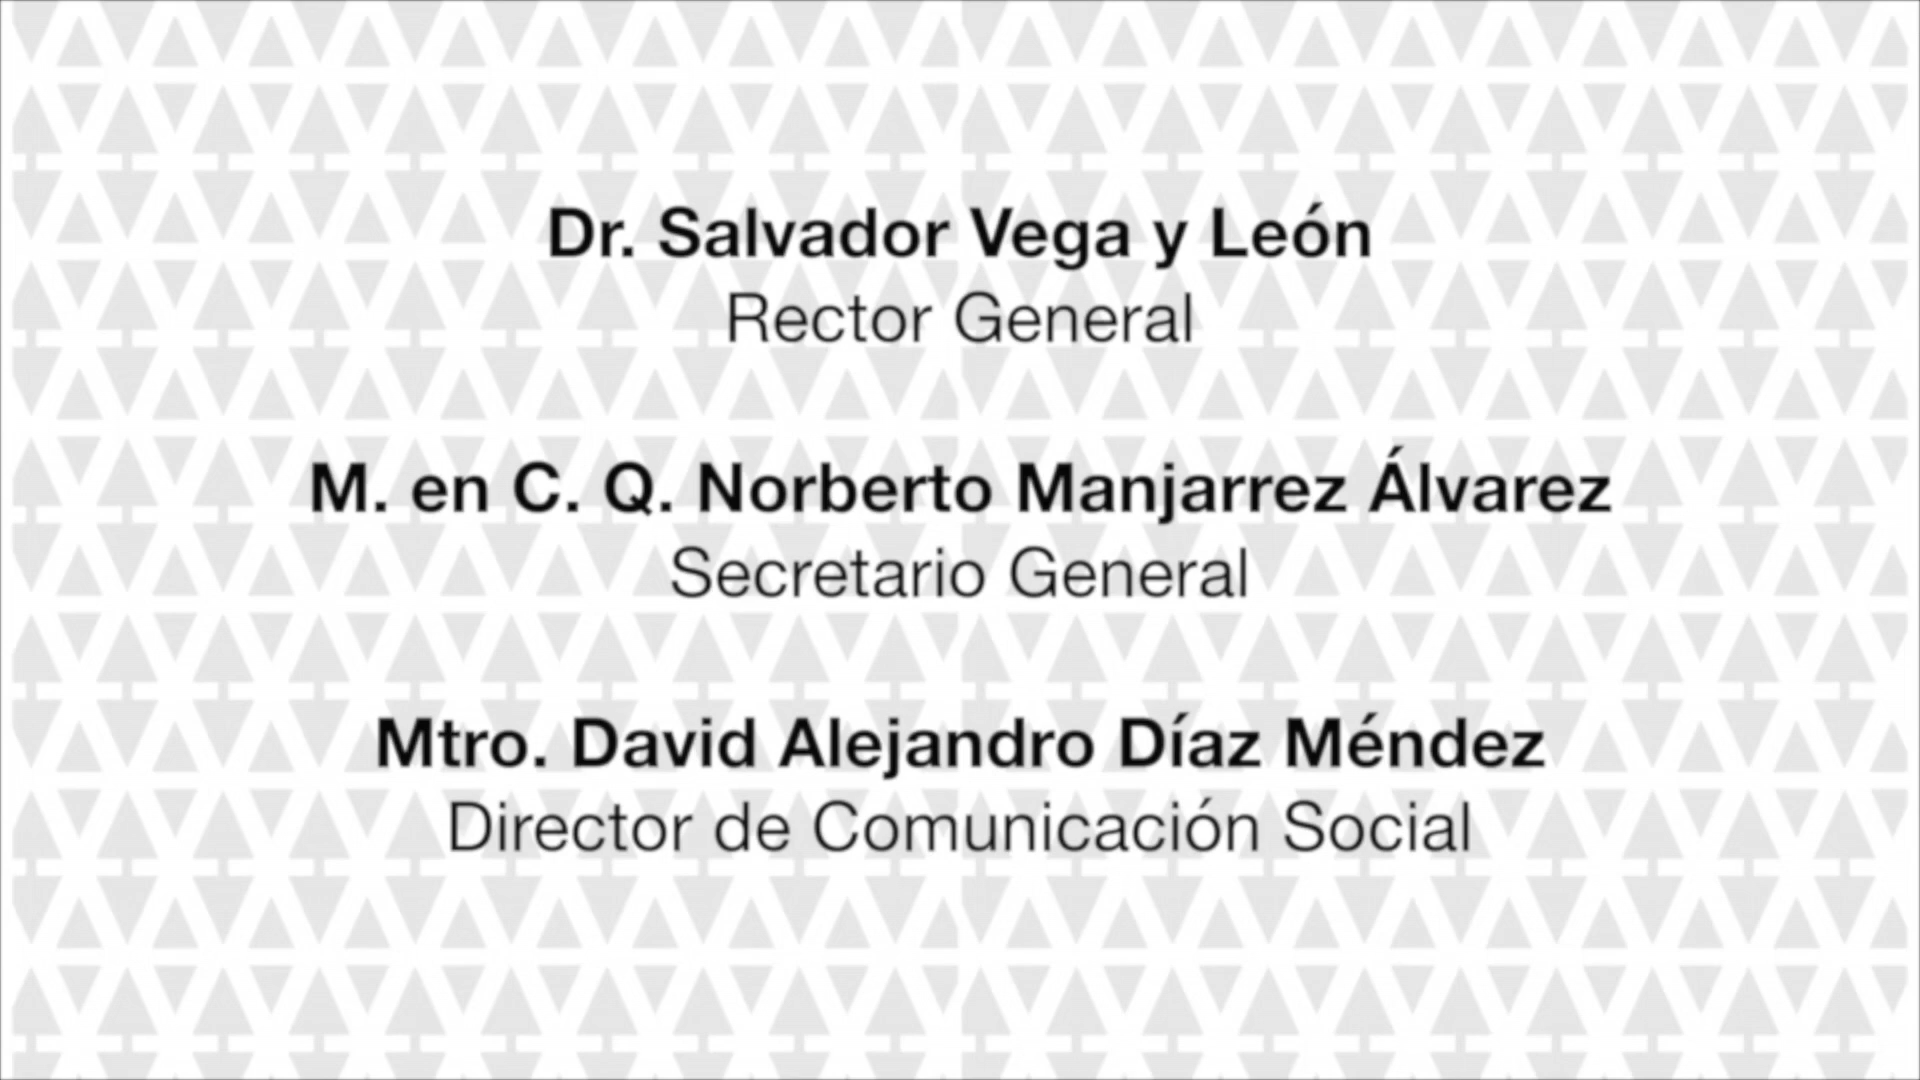 Dr. Salvador Vega y León
Rector General
M. en C. Q. Norberto Manjarrez Álvarez
Secretario General
Mtro. David Alejandro Díaz Méndez
Director de Comunicación Social